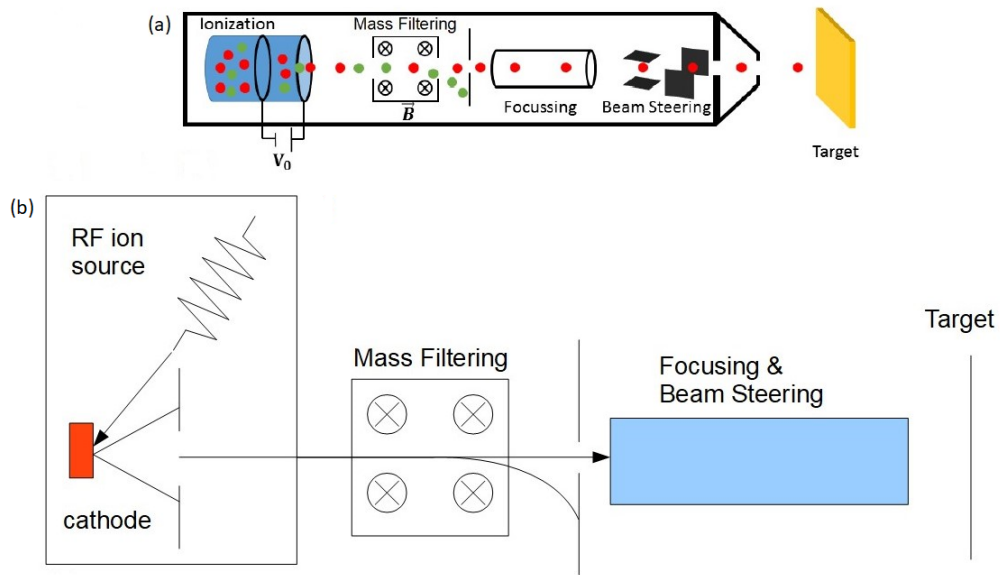 (a)
Ionization
Mass Filtering
B
Focussing
Beam Steering
V0
Target
(b)
RF ion
source
cathode
Mass Filtering
Focusing &
Beam Steering
Target